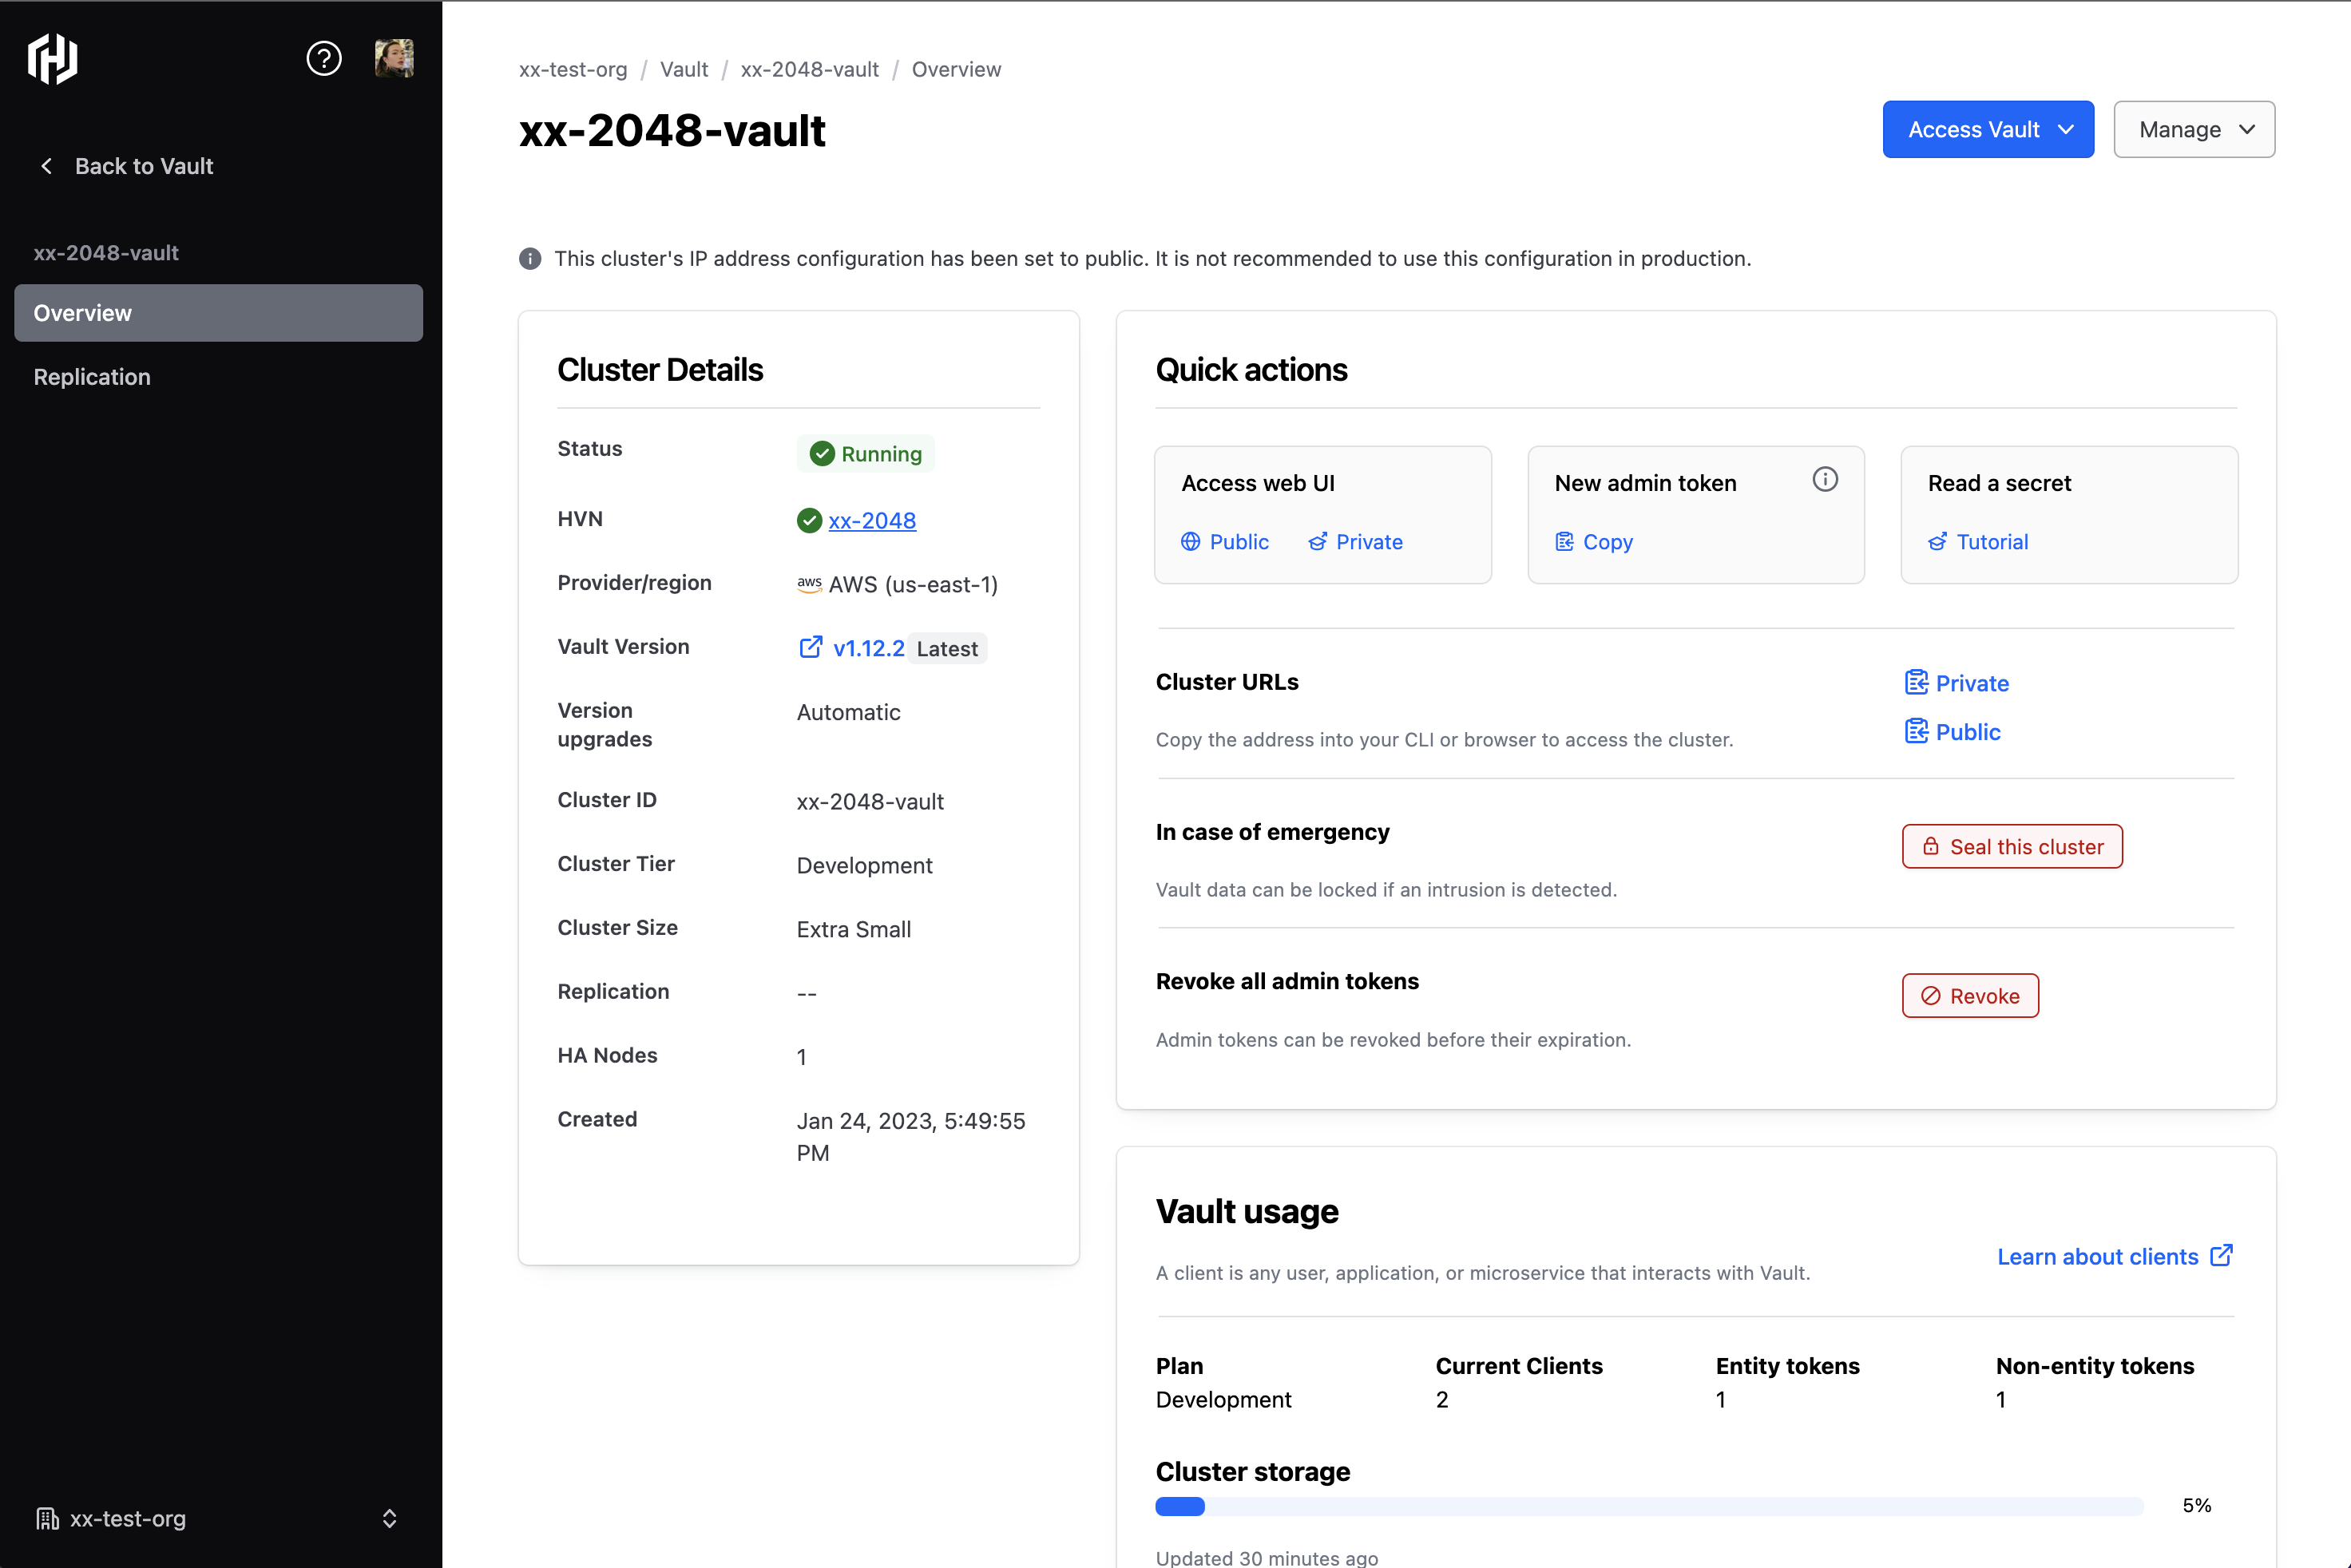 Back to Vault
xx-2048-vault
Overview
Replication
xx-test-org
xx-test-org / Vault / xx-2048-vault / Overview
xx-2048-vault
Access Vault
Manage
This cluster's IP address configuration has been set to public. It is not recommended to use this configuration in production.
Cluster Details
Status
Running
HVN
xx-2048
Provider/region
aws AWS (us-east-1)
Vault Version
v1.12.2 Latest
Version
upgrades
Automatic
Cluster ID
xx-2048-vault
Cluster Tier
Development
Cluster Size
Extra Small
Replication
--
HA Nodes
1
Created
Jan 24, 2023, 5:49:55
PM
Quick actions
Access web UI
Public
Private
New admin token
Copy
Read a secret
Tutorial
Cluster URLs
Copy the address into your CLI or browser to access the cluster.
Private
Public
In case of emergency
Vault data can be locked if an intrusion is detected.
Seal this cluster
Revoke all admin tokens
Admin tokens can be revoked before their expiration.
Revoke
Vault usage
A client is any user, application, or microservice that interacts with Vault.
Learn about clients
Plan
Development
Current Clients
2
Entity tokens
1
Non-entity tokens
1
Cluster storage
5%
Updated 30 minutes ago